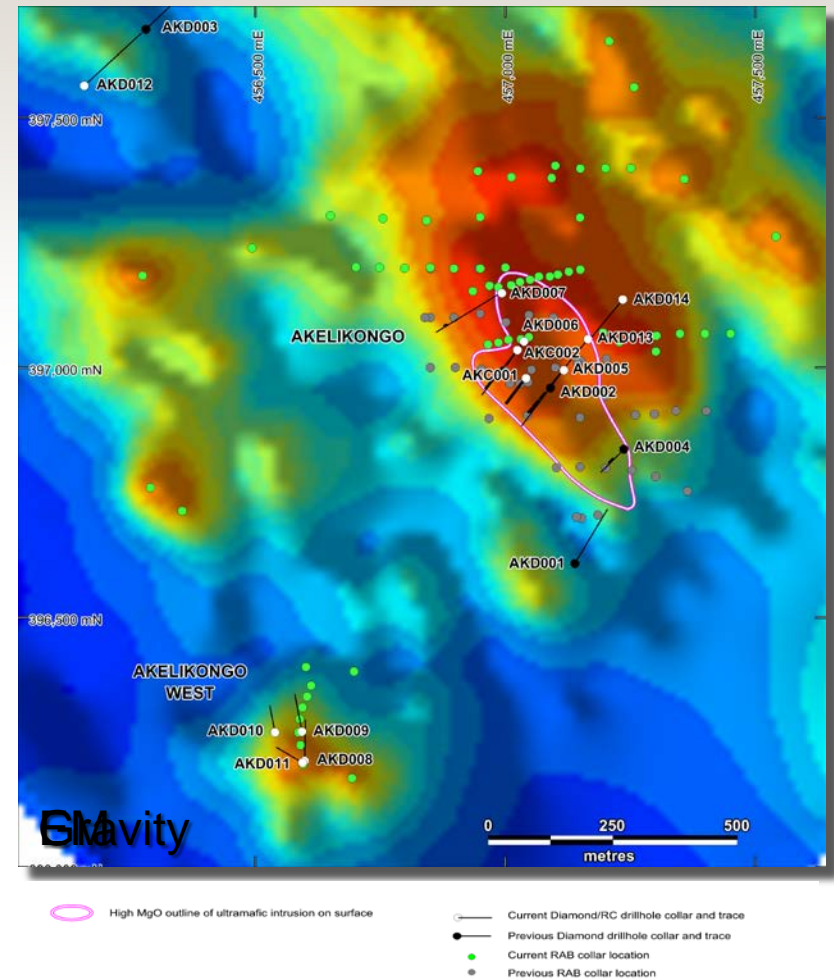 AKD003
AKD012
456,500 mE
457,000 mE
457,500 mE
397,500 mN
AKD007
AKD014
AKELIKONGO
AKD006
AKD013
AKC002
397,000 mN
AKC001
AKD005
AKD002
AKD004
AKD001
396,500 mN
AKELIKONGO
WEST
AKD010
AKD009
AKD011
AKD008
Gravity
0 250 500
metres
High MgO outline of ultramafic intrusion on surface
Current Diamond/RC drillhole collar and trace
Previous Diamond drillhole collar and trace
Current RAB collar location
Previous RAB collar location